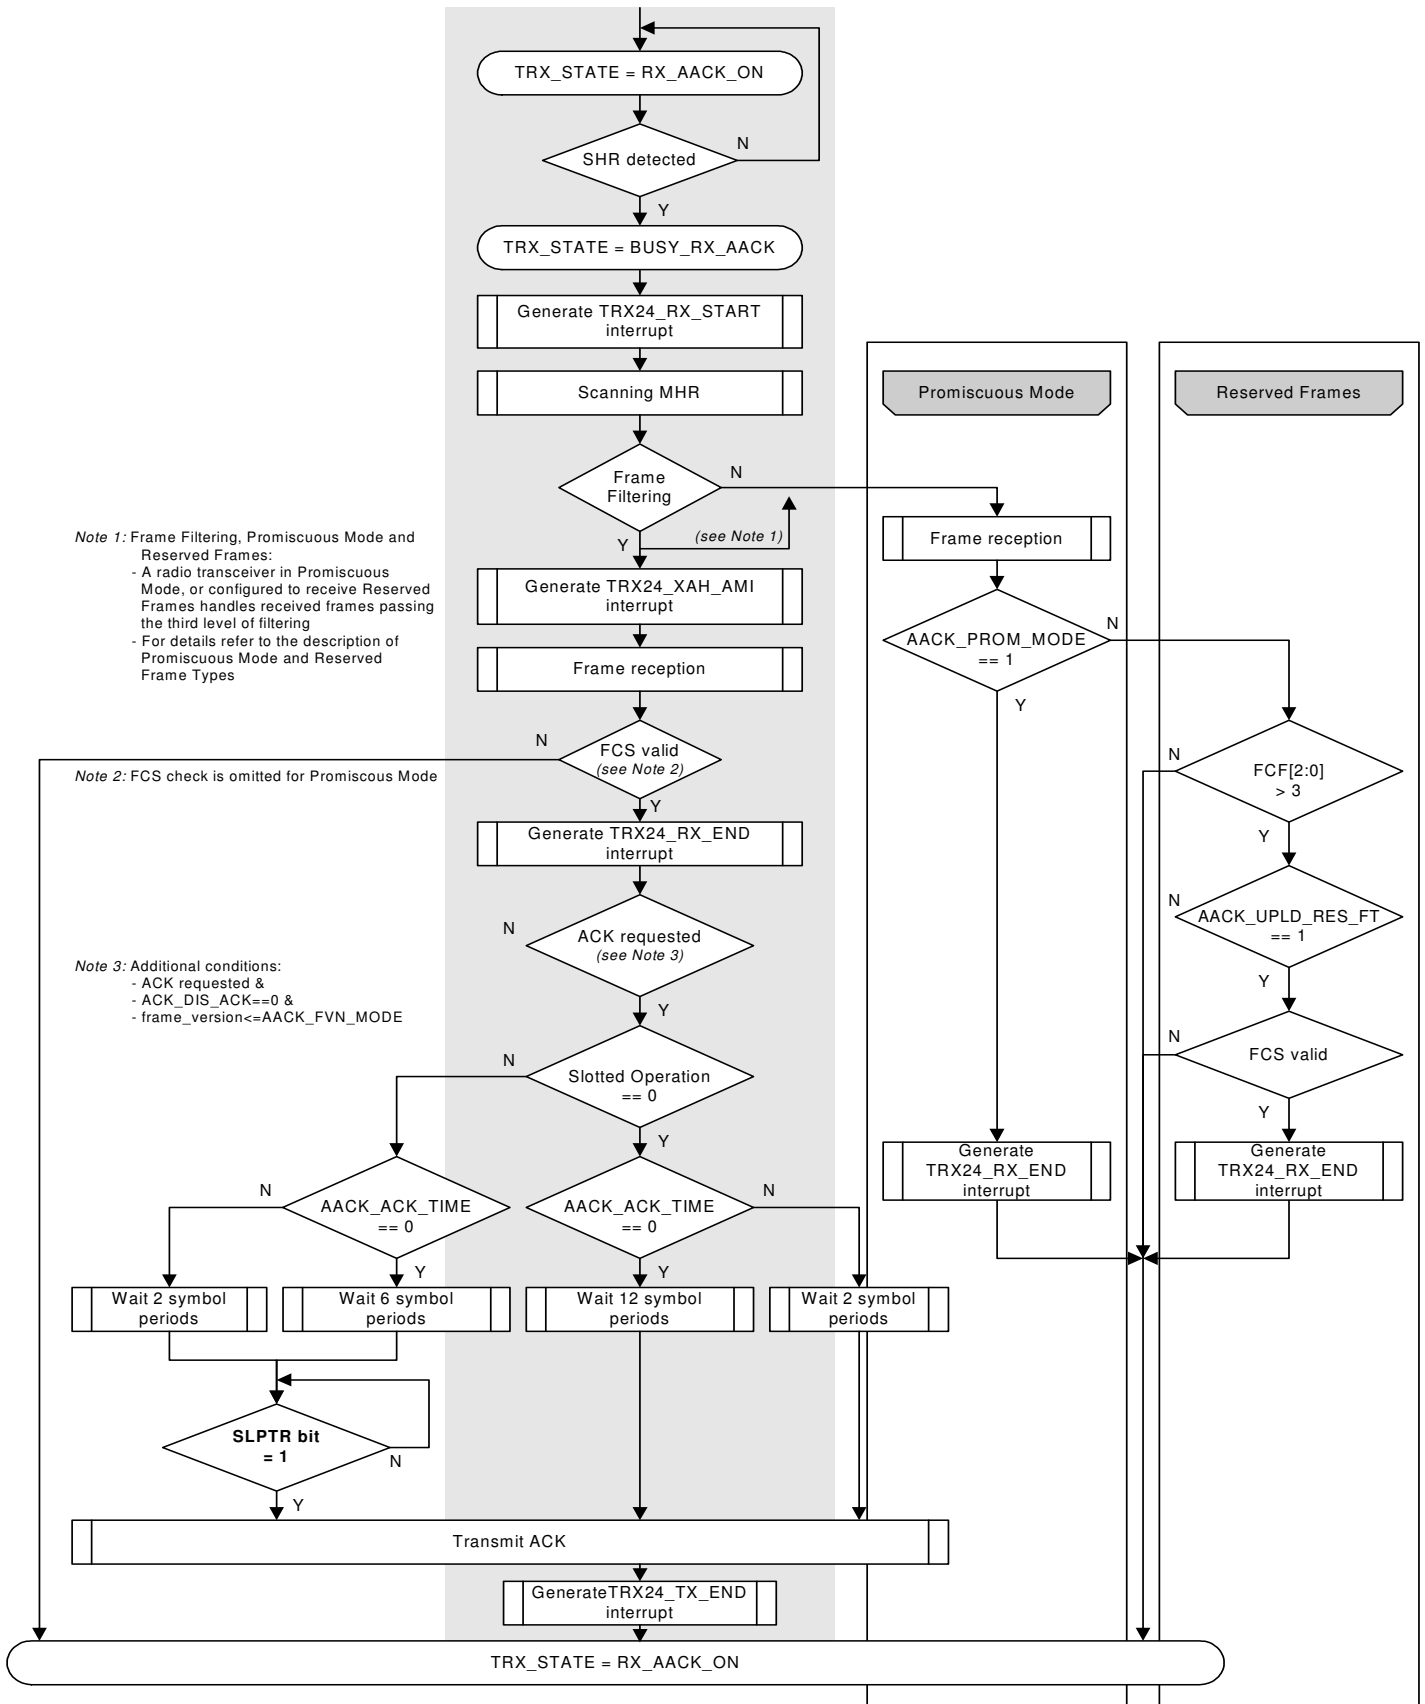 TRX_STATE = RX_AACK_ON
N
SHR detected
Y
TRX_STATE = BUSY_RX_AACK
Generate TRX24_RX_START
interrupt
Scanning MHR
Promiscuous Mode
Reserved Frames
N
Frame
Filtering
(see Note 1)
Y
Note 1: Frame Filtering, Promiscuous Mode and
Reserved Frames:
- A radio transceiver in Promiscuous
Mode, or configured to receive Reserved
Frames handles received frames passing
the third level of filtering
- For details refer to the description of
Promiscuous Mode and Reserved
Frame Types
Frame reception
Generate TRX24_XAH_AMI
interrupt
N
AACK_PROM_MODE
== 1
Y
Frame reception
N
FCS valid
(see Note 2)
Y
Note 2: FCS check is omitted for Promiscous Mode
N
FCF[2:0]
> 3
Y
Generate TRX24_RX_END
interrupt
N
AACK_UPLD_RES_FT
== 1
Y
N
ACK requested
(see Note 3)
Y
Note 3: Additional conditions:
- ACK requested &
- ACK_DIS_ACK==0 &
- frame_version<=AACK_FVN_MODE
N
FCS valid
Y
N
Slotted Operation
== 0
Y
Generate
TRX24_RX_END
interrupt
Generate
TRX24_RX_END
interrupt
N
AACK_ACK_TIME
== 0
Y
AACK_ACK_TIME
== 0
N
Y
Wait 2 symbol
periods
Wait 6 symbol
periods
Wait 12 symbol
periods
Wait 2 symbol
periods
SLPTR bit
= 1
N
Y
Transmit ACK
GenerateTRX24_TX_END
interrupt
TRX_STATE = RX_AACK_ON